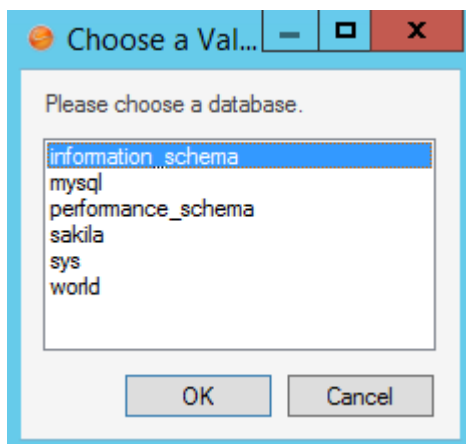 Choose a Val...
Please choose a database.
information_schema
mysql
performance_schema
sakila
sys
world
OK
Cancel